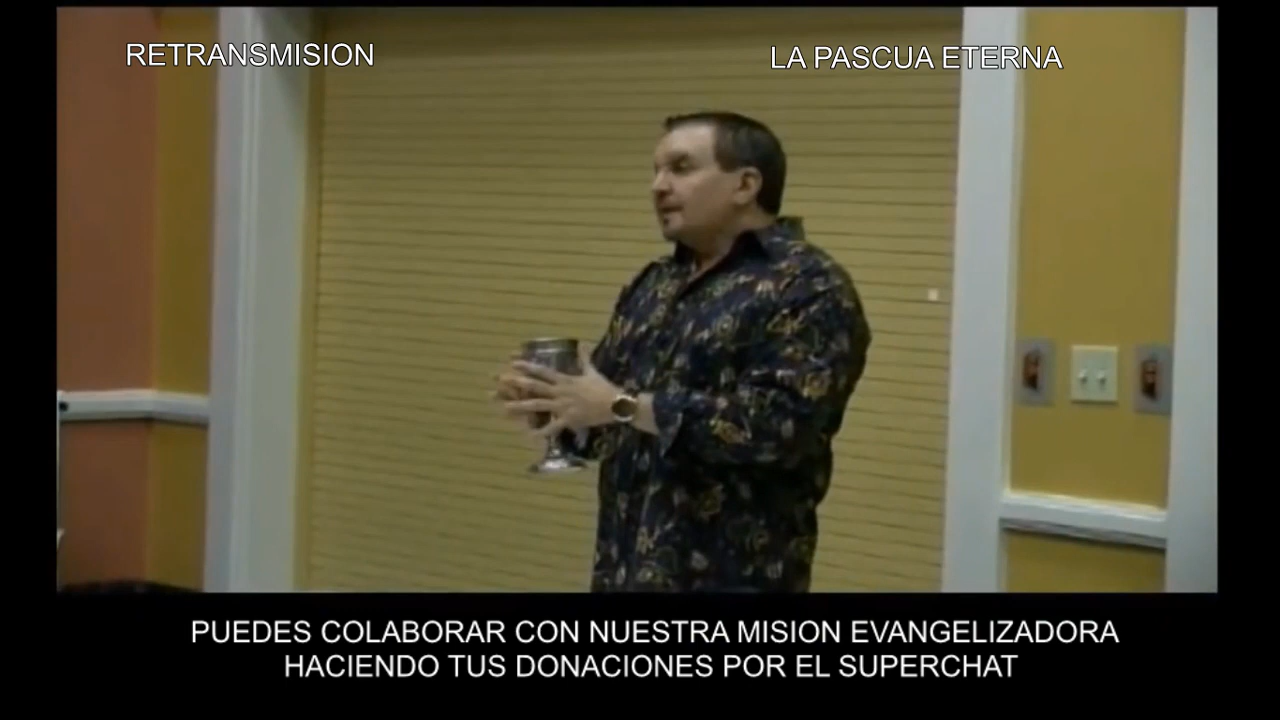 RETRANSMISION
LA PASCUA ETERNA
PUEDES COLABORAR CON NUESTRA MISION EVANGELIZADORA
HACIENDO TUS DONACIONES POR EL SUPERCHAT